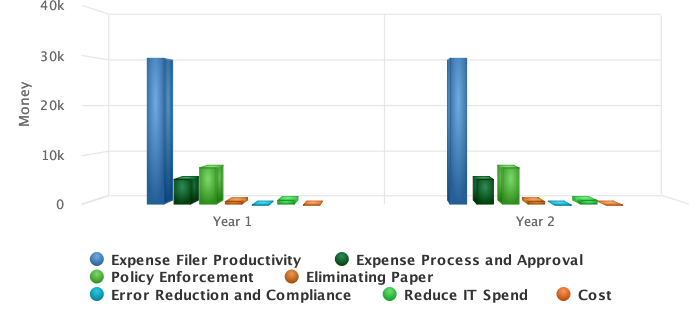 40k
30k
20k
10k
0
Money
Year 1 Year 2
Expense Filer Productivity Expense Process and Approval
Policy Enforcement Eliminating Paper
Error Reduction and Compliance Reduce IT Spend Cost